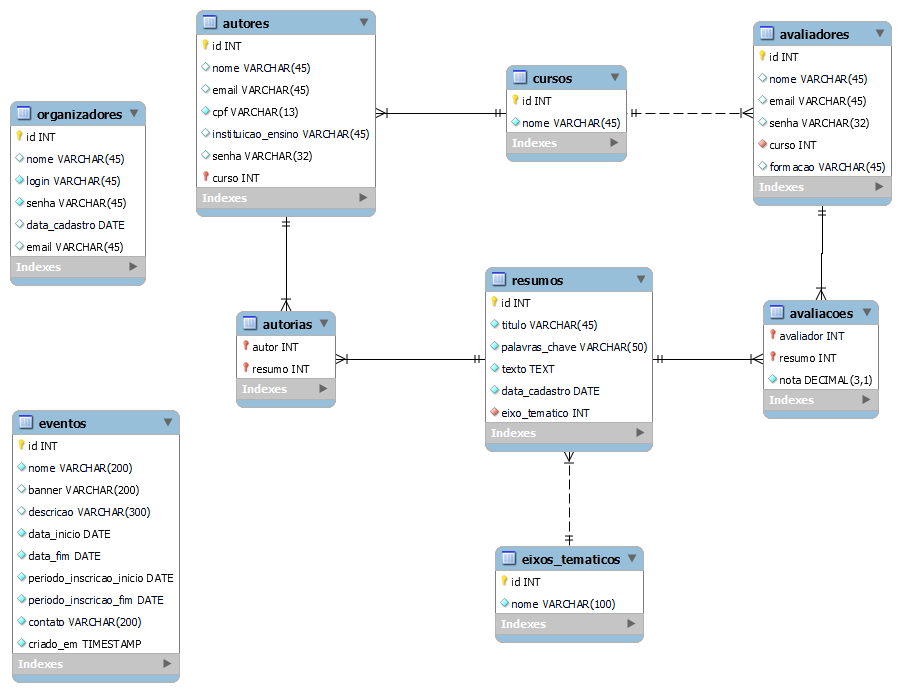 autores
id INT
nome VARCHAR(45)
email VARCHAR(45)
cpf VARCHAR(13)
instituicao_ensino VARCHAR(45)
senha VARCHAR(32)
curso INT
Indexes
cursos
id INT
nome VARCHAR(45)
Indexes
avaliadores
id INT
nome VARCHAR(45)
email VARCHAR(45)
senha VARCHAR(32)
curso INT
formacao VARCHAR(45)
Indexes
organizadores
id INT
nome VARCHAR(45)
login VARCHAR(45)
senha VARCHAR(45)
data_cadastro DATE
email VARCHAR(45)
Indexes
autorias
autor INT
resumo INT
Indexes
resumos
id INT
titulo VARCHAR(45)
palavras_chave VARCHAR(50)
texto TEXT
data_cadastro DATE
eixo_tematico INT
Indexes
avaliacoes
avaliador INT
resumo INT
nota DECIMAL(3,1)
Indexes
eventos
id INT
nome VARCHAR(200)
banner VARCHAR(200)
descricao VARCHAR(300)
data_inicio DATE
data_fim DATE
periodo_inscricao_inicio DATE
periodo_inscricao_fim DATE
contato VARCHAR(200)
criado_em TIMESTAMP
Indexes
eixos_tematicos
id INT
nome VARCHAR(100)
Indexes